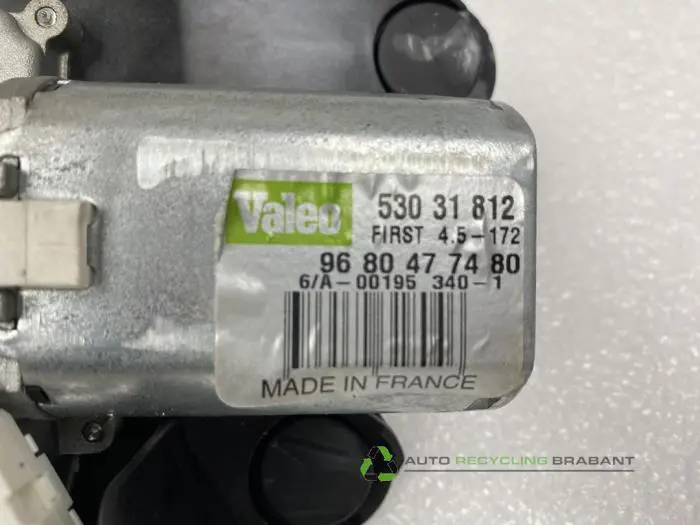 Valeo
530 31 812
FIRST 4.5-172
96 80 47 74 80
6/A-00195 340-1
MADE IN FRANCE
AUTO RECYCLING BRABANT